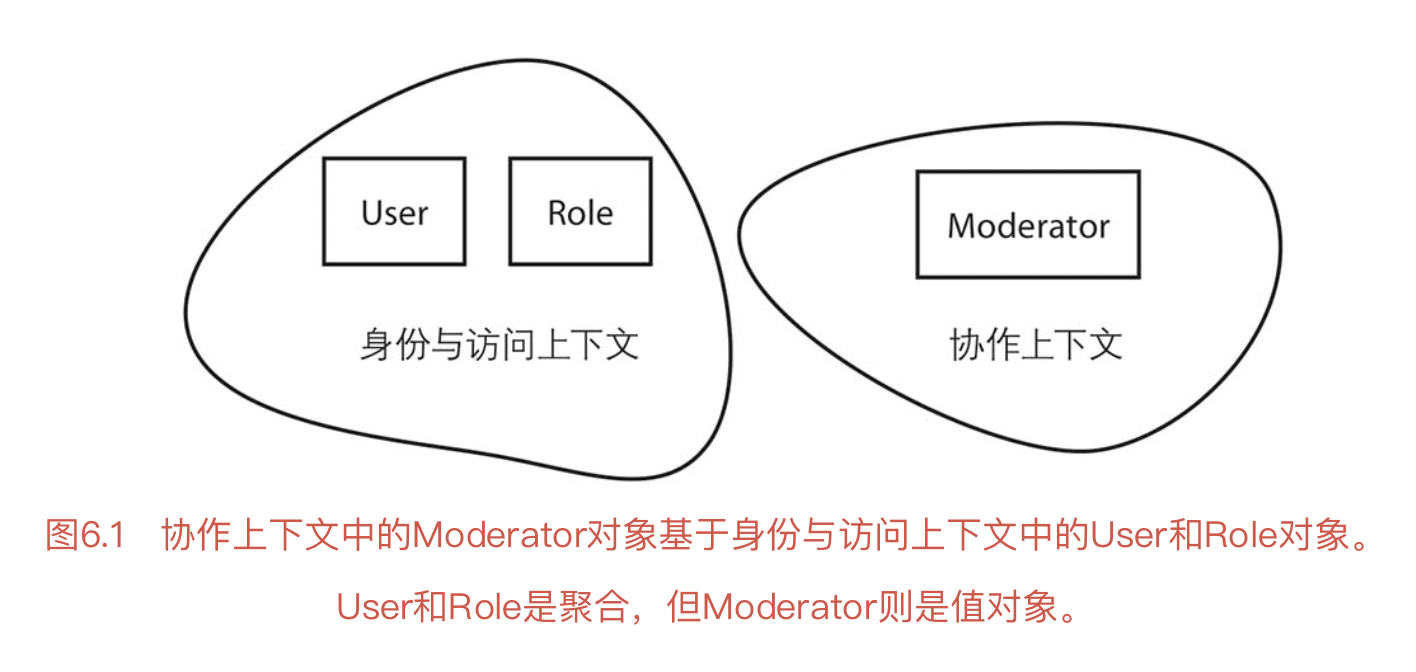 User
Role
Moderator
身份与访问上下文
协作上下文
图6.1　协作上下文中的Moderator对象基于身份与访问上下文中的User和Role对象。
User和Role是聚合，但Moderator则是值对象。